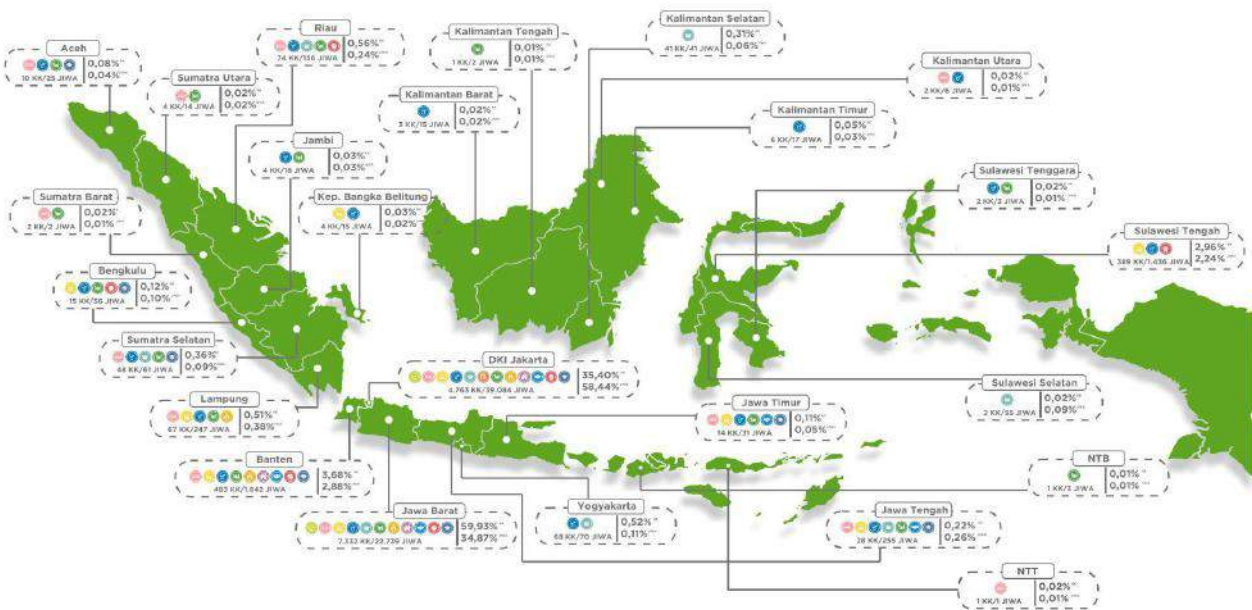 Aceh
0,08%
10 KK/25 JIWA
0,04%
Sumatra Utara
0,02%
4 KK/14 JIWA
0,02%
Riau
0,56%
74 KK/156 JIWA
0,24%
Jambi
0,03%
4 KK/18 JIWA
0,03%
Kalimantan Tengah
0,01%
1 KK/2 JIWA
0,01%
Kalimantan Barat
0,02%
3 KK/15 JIWA
0,02%
Kalimantan Selatan
0,31%
41 KK/41 JIWA
0,06%
Kalimantan Utara
0,02%
2 KK/6 JIWA
0,01%
Kalimantan Timur
0,05%
6 KK/17 JIWA
0,03%
Sumatra Barat
0,02%
2 KK/2 JIWA
0,01%
Kep. Bangka Belitung
0,03%
4 KK/15 JIWA
0,02%
Sulawesi Tenggara
0,02%
2 KK/2 JIWA
0,01%
Sulawesi Tengah
2,96%
389 KK/1.436 JIWA
2,24%
Bengkulu
0,12%
15 KK/56 JIWA
0,10%
Sumatra Selatan
0,36%
48 KK/61 JIWA
0,09%
DKI Jakarta
35,40%
4.763 KK/39.084 JIWA
58,44%
Lampung
0,51%
67 KK/247 JIWA
0,38%
Jawa Timur
0,11%
14 KK/31 JIWA
0,05%
Sulawesi Selatan
0,02%
2 KK/55 JIWA
0,09%
Banten
3,68%
483 KK/1.842 JIWA
2,88%
NTB
0,01%
1 KK/3 JIWA
0,01%
Jawa Barat
59,93%
7.332 KK/22.739 JIWA
34,87%
Yogyakarta
0,52%
68 KK/70 JIWA
0,11%
Jawa Tengah
0,22%
28 KK/255 JIWA
0,26%
NTT
0,02%
1 KK/1 JIWA
0,01%